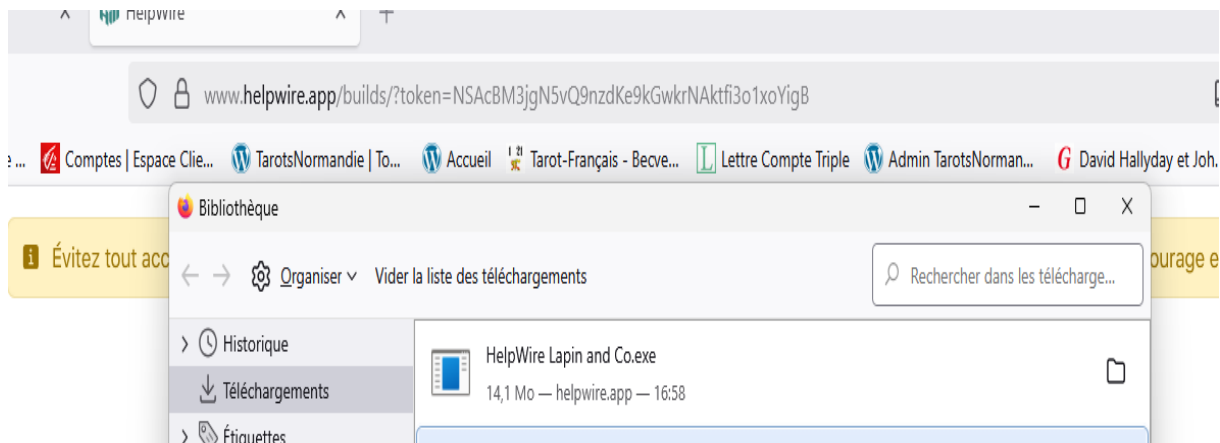 HelpWire
www.helpwire.app/builds/?token=NSAcBM3jgN5vQ9nzdKe9kGwkrNAktfi3o1xoYigB
... Comptes | Espace Clie... TarotsNormandie | To... Accueil Tarot-Français - Becve... Lettre Compte Triple Admin TarotsNorman... David Hallyday et Joh.
Bibliothèque
Évitez tout acc
ourage e
Organiser Vider la liste des téléchargements Rechercher dans les télécharge...
Historique
HelpWire Lapin and Co.exe
Téléchargements
14,1 Mo — helpwire.app — 16:58
Étiquettes